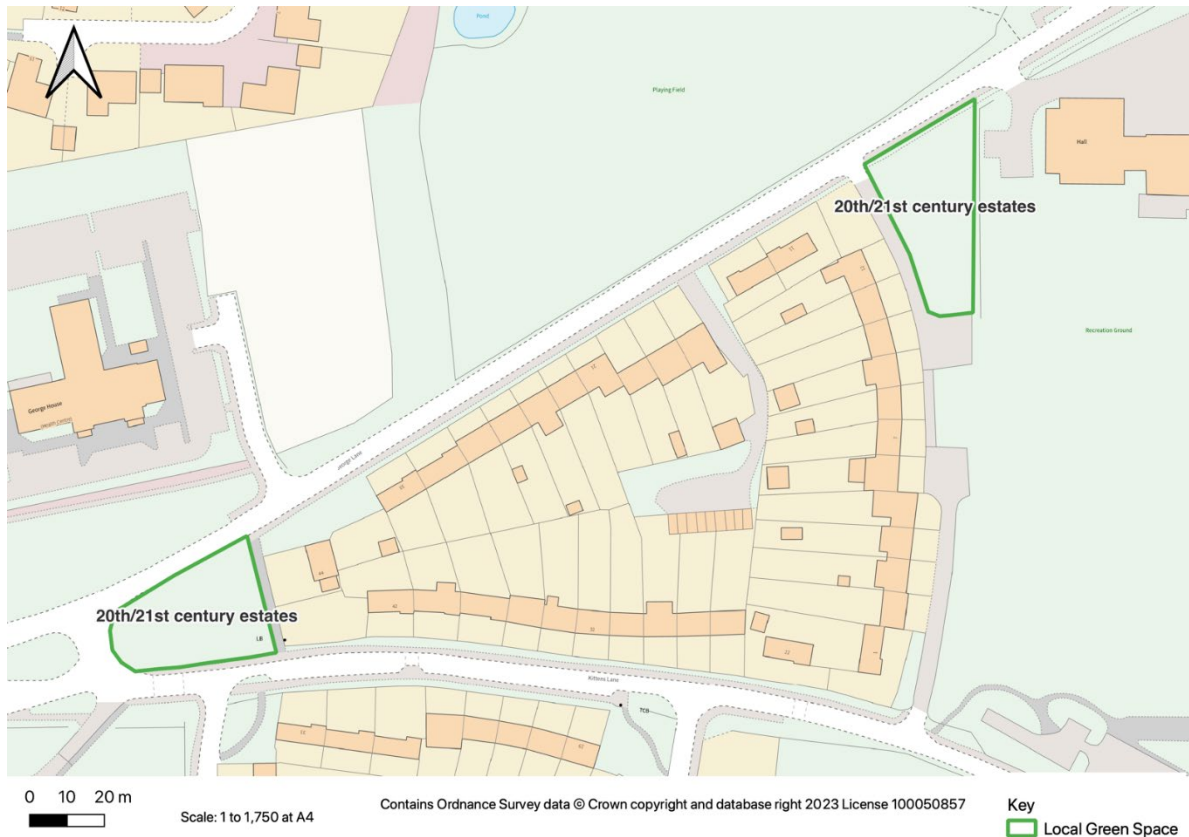 Pond
Playing Field
Hall
20th/21st century estates
Recreation Ground
George House
Health Central
20th/21st century estates
LB
TCB
0 10 20 m
Scale: 1 to 1,750 at A4
Contains Ordnance Survey data © Crown copyright and database right 2023 License 100050857
Key
Local Green Space